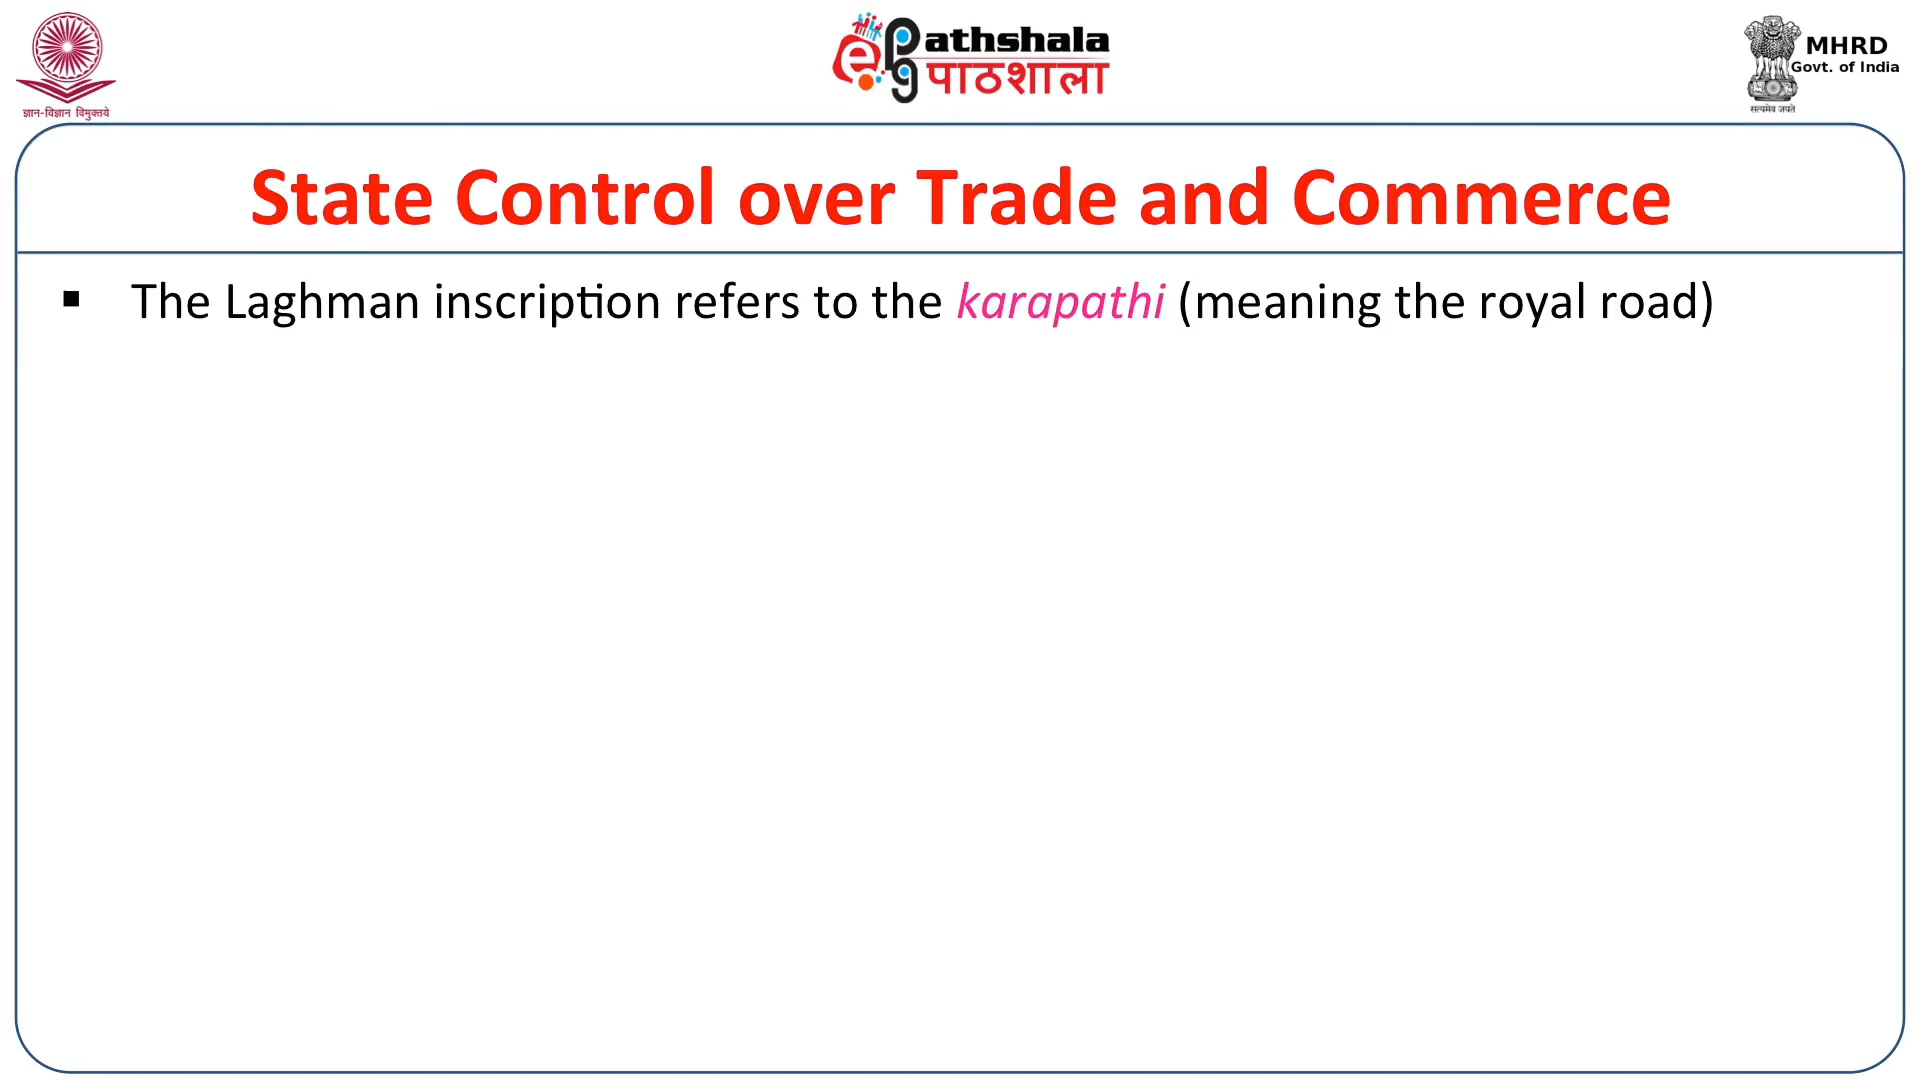 ज्ञान-विज्ञान विमुक्तये
ePathshala
पाठशाला
MHRD
Govt. of India
सत्यमेव जयते
State Control over Trade and Commerce
▪ The Laghman inscription refers to the karapathi (meaning the royal road)